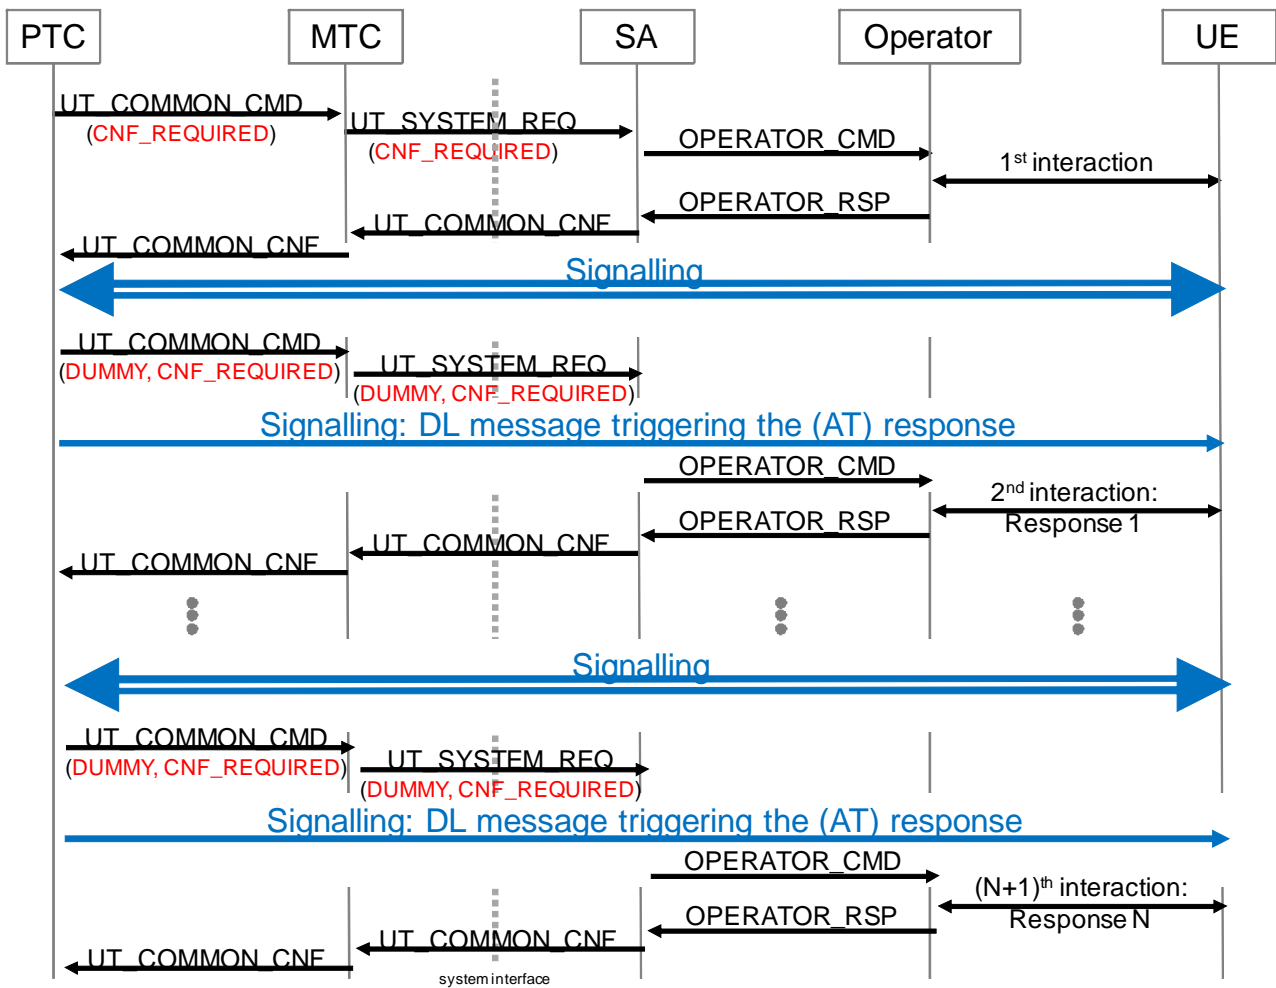 PTC MTC SA Operator UE
UT_COMMON_CMD
(CNF_REQUIRED)
UT_SYSTEM_REQ
(CNF_REQUIRED)
OPERATOR_CMD
1st interaction
OPERATOR_RSP
UT_COMMON_CNF
UT_COMMON_CNF
Signalling
UT_COMMON_CMD
(DUMMY, CNF_REQUIRED)
UT_SYSTEM_REQ
(DUMMY, CNF_REQUIRED)
Signalling: DL message triggering the (AT) response
OPERATOR_CMD
2nd interaction:
Response 1
OPERATOR_RSP
UT_COMMON_CNF
UT_COMMON_CNF
Signalling
UT_COMMON_CMD
(DUMMY, CNF_REQUIRED)
UT_SYSTEM_REQ
(DUMMY, CNF_REQUIRED)
Signalling: DL message triggering the (AT) response
OPERATOR_CMD
(N+1)th interaction:
Response N
OPERATOR_RSP
UT_COMMON_CNF
UT_COMMON_CNF
system interface